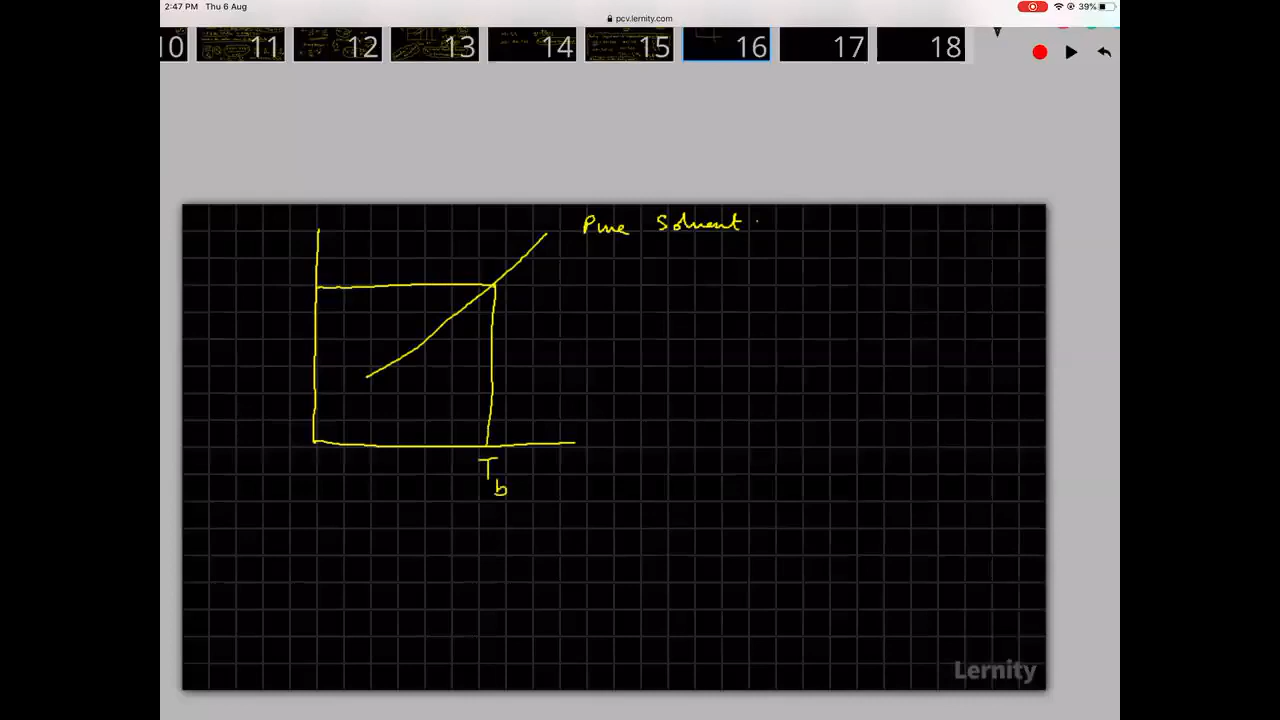 2:47 PM Thu 6 Aug
39%
pcv.lernity.com
10 11 12 13 14 15 16 17 18
Pure Solvent
Tb
Lernity